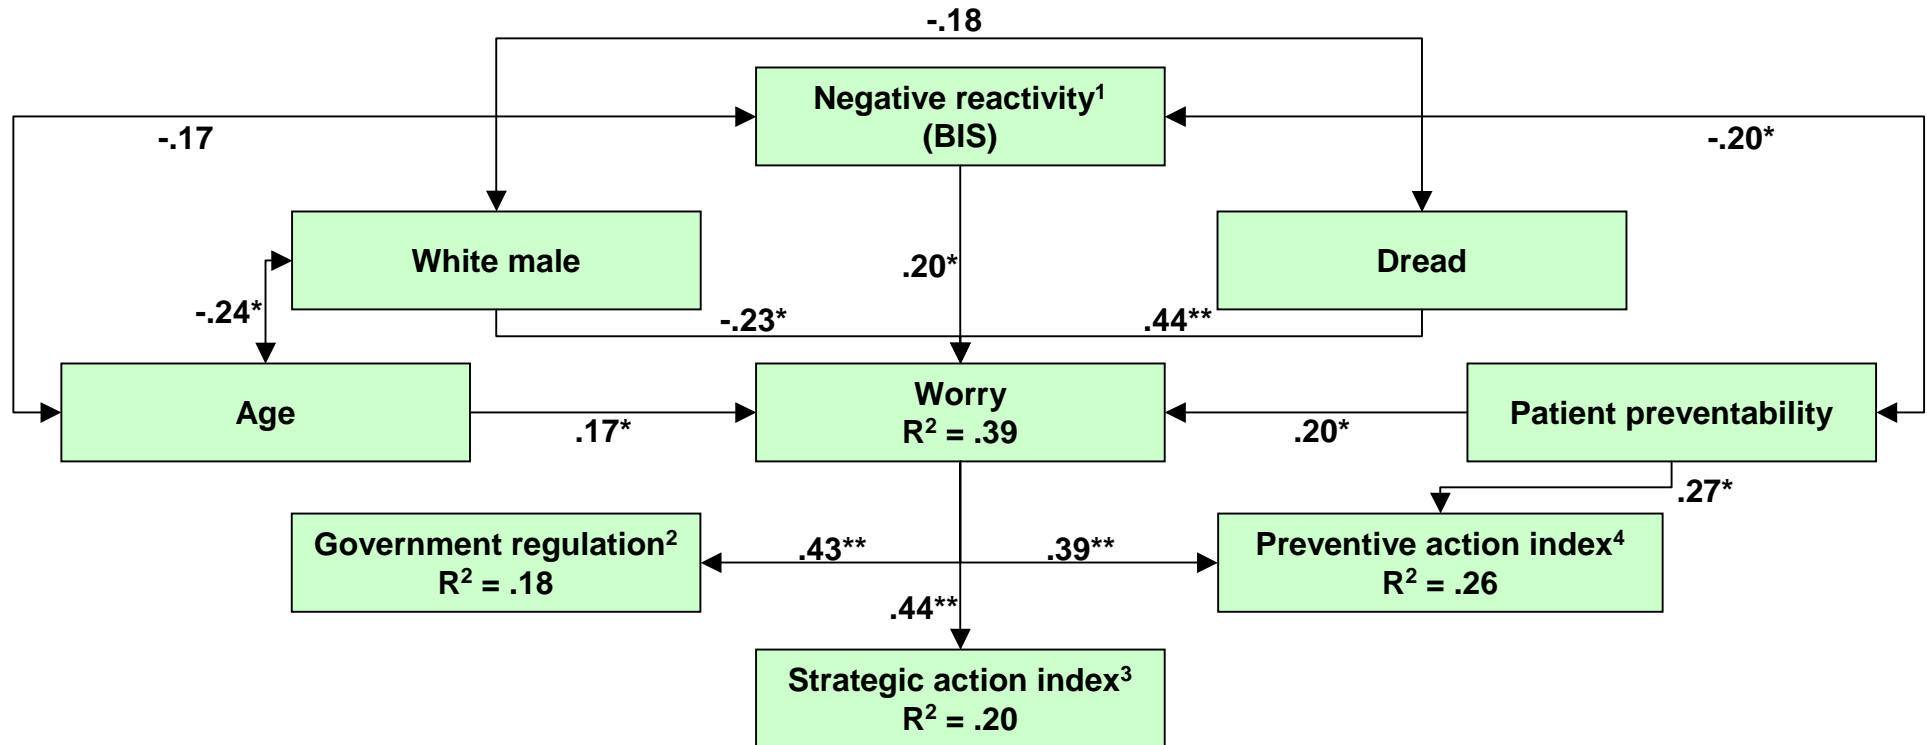 -.18
Negative reactivity¹
(BIS)
-.17
-.20*
White male
Dread
.20*
-.24*
-.23*
.44**
Age
Worry
R² = .39
Patient preventability
.17*
.20*
.27*
Government regulation²
R² = .18
.43**
.39**
Preventive action index⁴
R² = .26
.44**
Strategic action index³
R² = .20